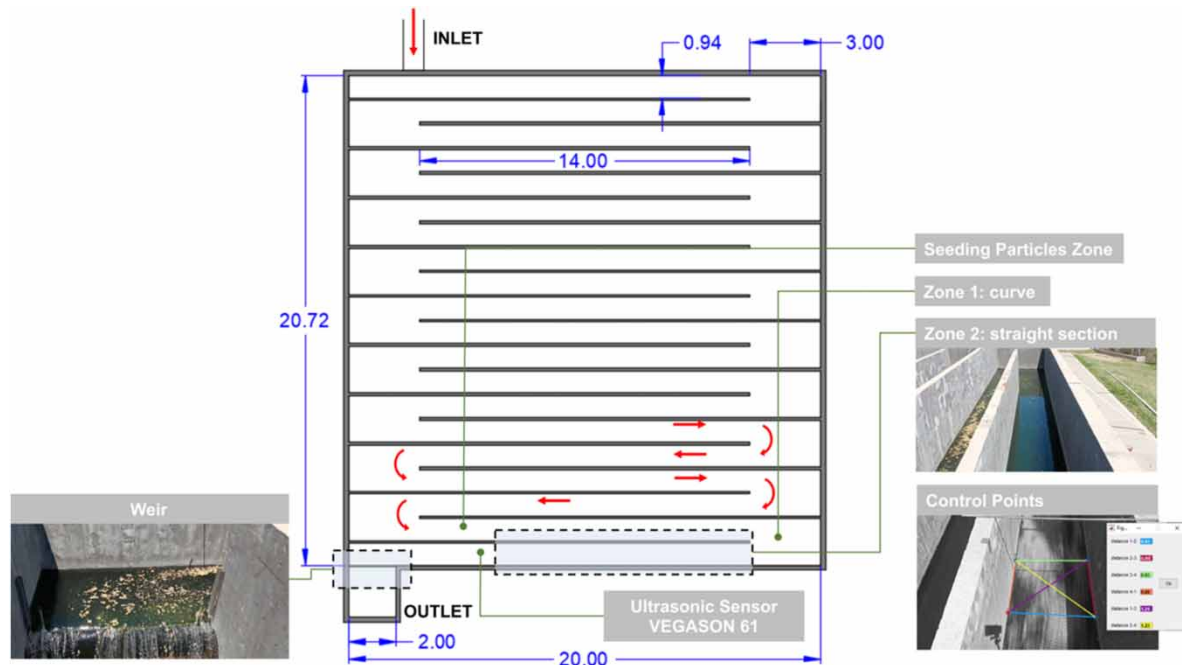 INLET
0.94
3.00
14.00
20.72
Seeding Particles Zone
Zone 1: curve
Zone 2: straight section
Control Points
Weir
OUTLET
Ultrasonic Sensor
VEGASON 61
2.00
20.00